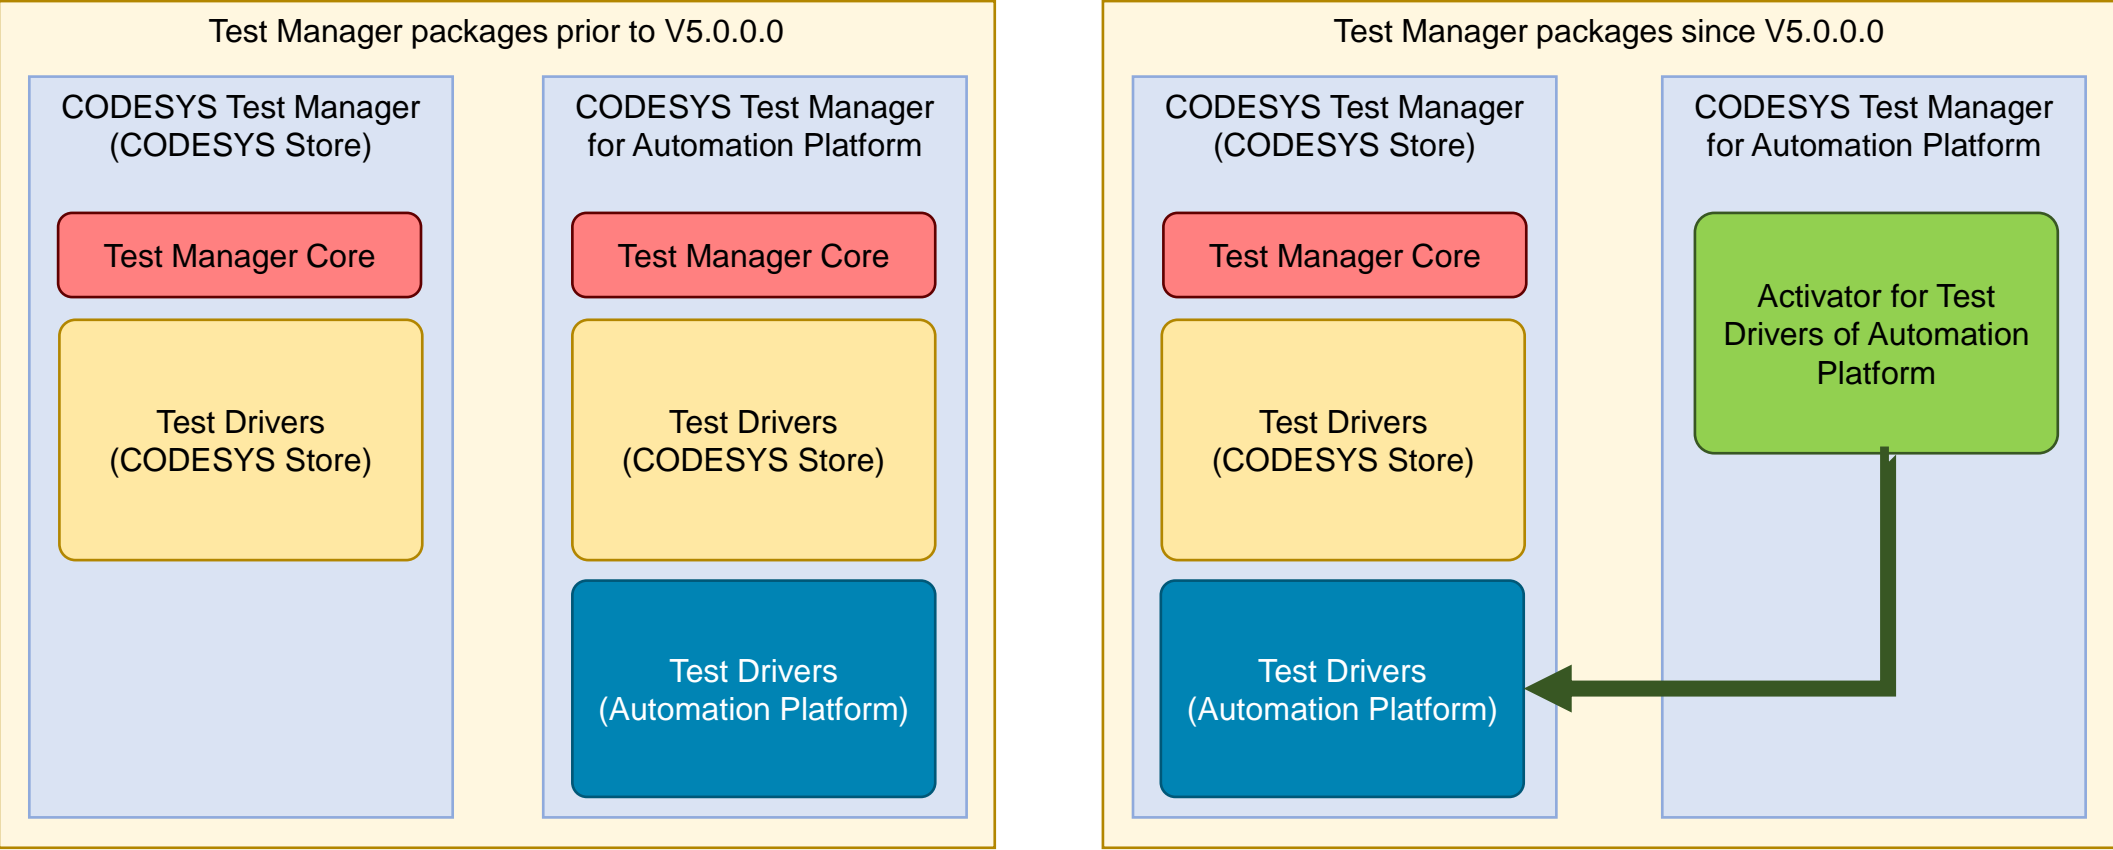 Test Manager packages prior to V5.0.0.0
CODESYS Test Manager
(CODESYS Store)
Test Manager Core
Test Drivers
(CODESYS Store)
CODESYS Test Manager
for Automation Platform
Test Manager Core
Test Drivers
(CODESYS Store)
Test Drivers
(Automation Platform)
Test Manager packages since V5.0.0.0
CODESYS Test Manager
(CODESYS Store)
Test Manager Core
Test Drivers
(CODESYS Store)
Test Drivers
(Automation Platform)
CODESYS Test Manager
for Automation Platform
Activator for Test
Drivers of Automation
Platform